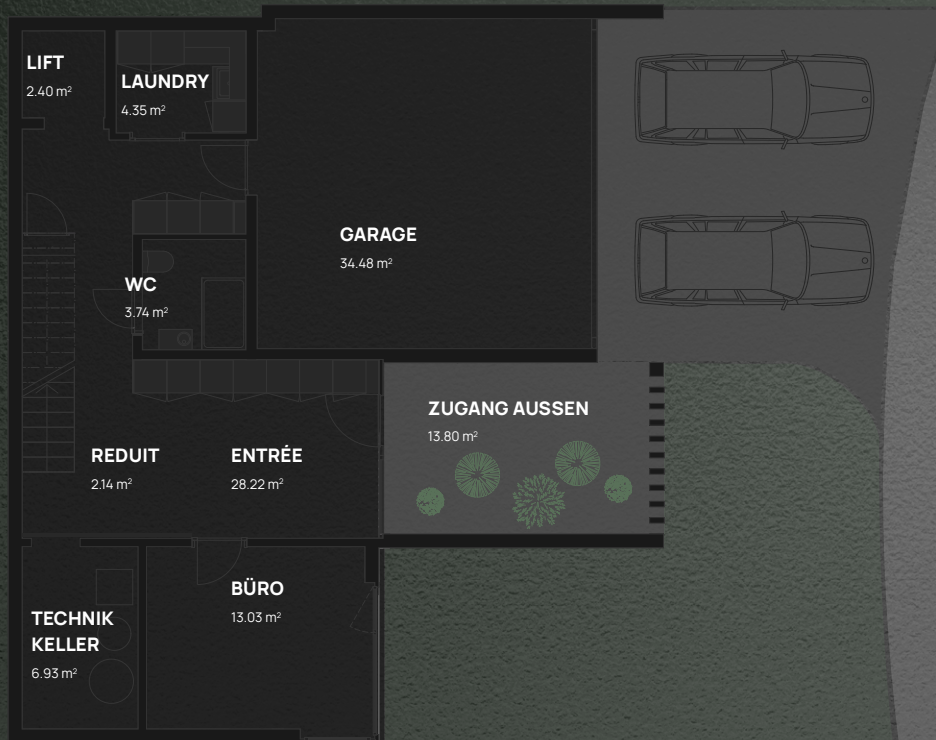 LIFT
2.40 m²
LAUNDRY
4.35 m²
GARAGE
34.48 m²
WC
3.74 m²
ZUGANG AUSSEN
13.80 m²
REDUIT
2.14 m²
ENTRÉE
28.22 m²
BÜRO
13.03 m²
TECHNIK
KELLER
6.93 m²